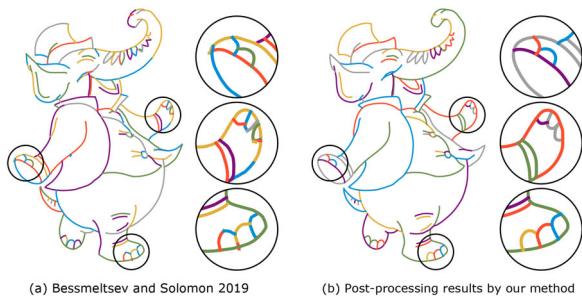 (a) Bessmeltsev and Solomon 2019
(b) Post-processing results by our method